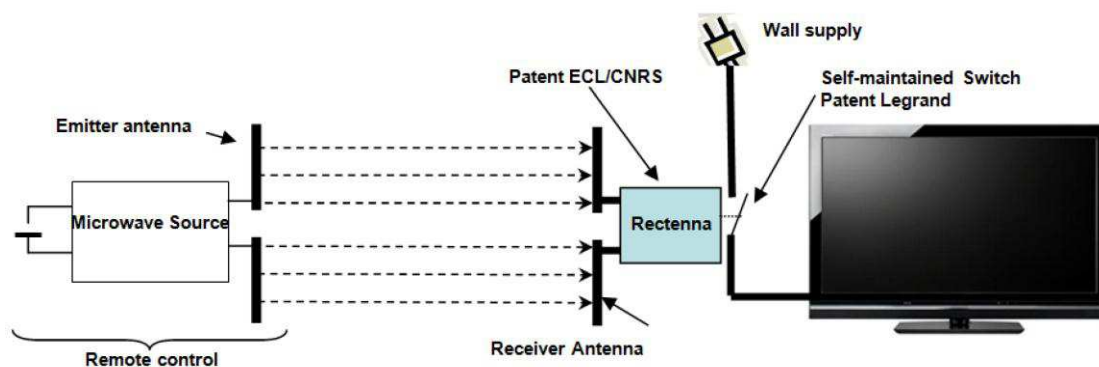 Wall supply
Patent ECL/CNRS
Self-maintained Switch
Patent Legrand
Emitter antenna
Microwave Source
Rectenna
Receiver Antenna
Remote control